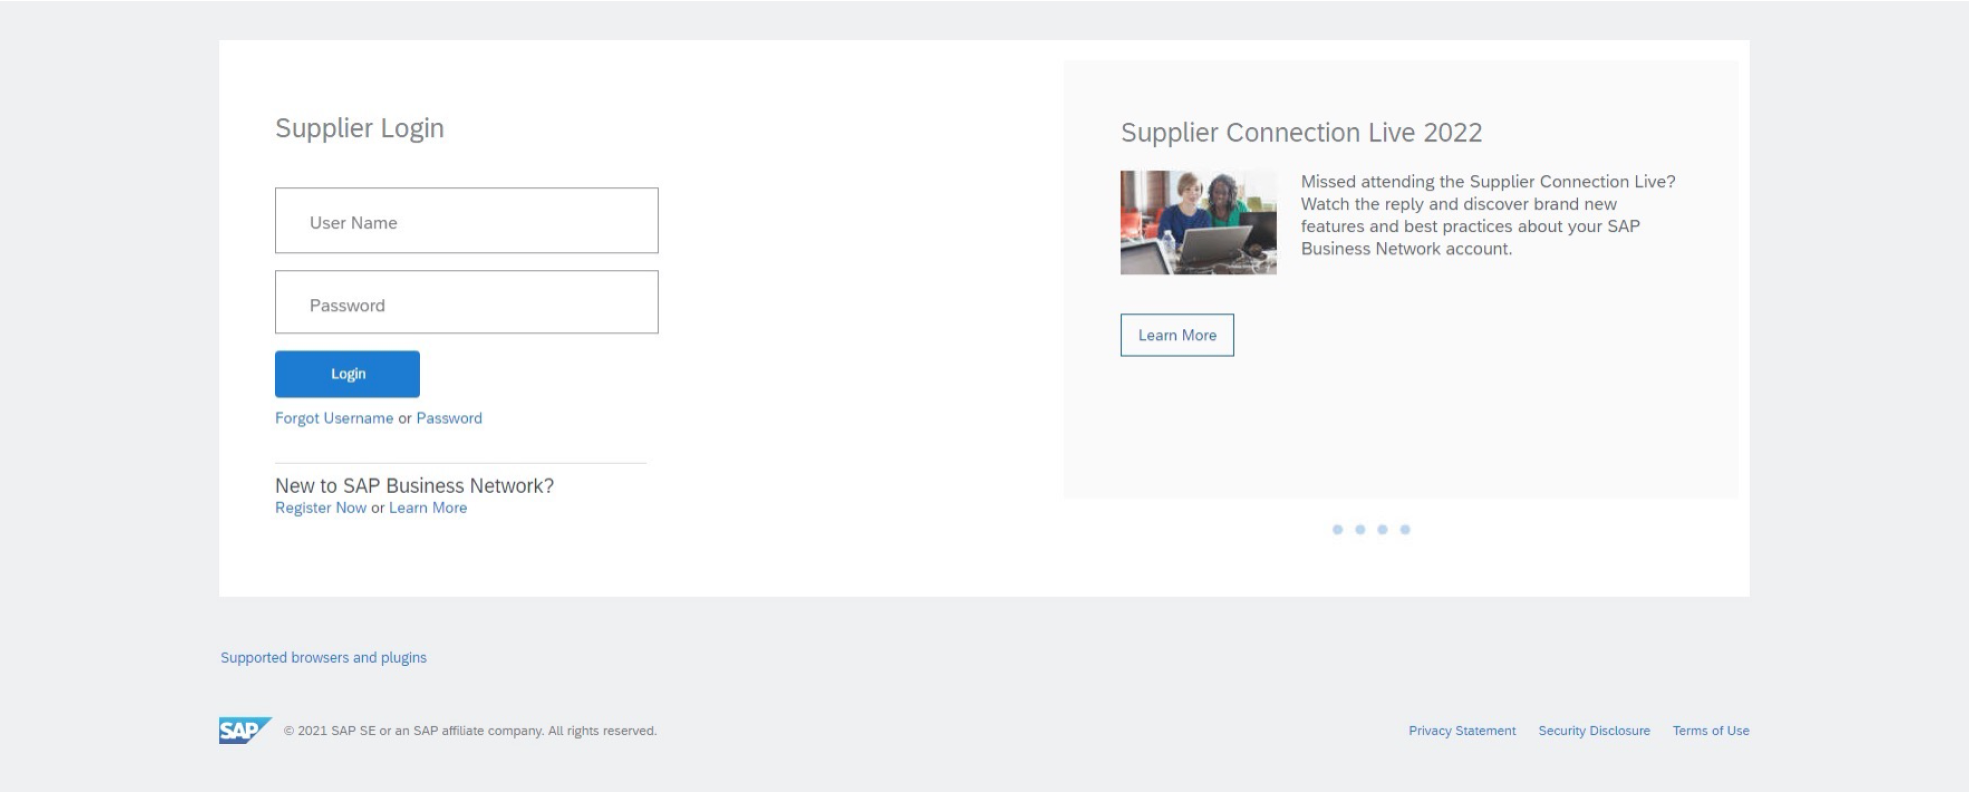 Supplier Login
User Name
Password
Login
Forgot Username or Password
New to SAP Business Network?
Register Now or Learn More
Supplier Connection Live 2022
Missed attending the Supplier Connection Live?
Watch the reply and discover brand new
features and best practices about your SAP
Business Network account.
Learn More
Supported browsers and plugins
SAP © 2021 SAP SE or an SAP affiliate company. All rights reserved.
Privacy Statement Security Disclosure Terms of Use